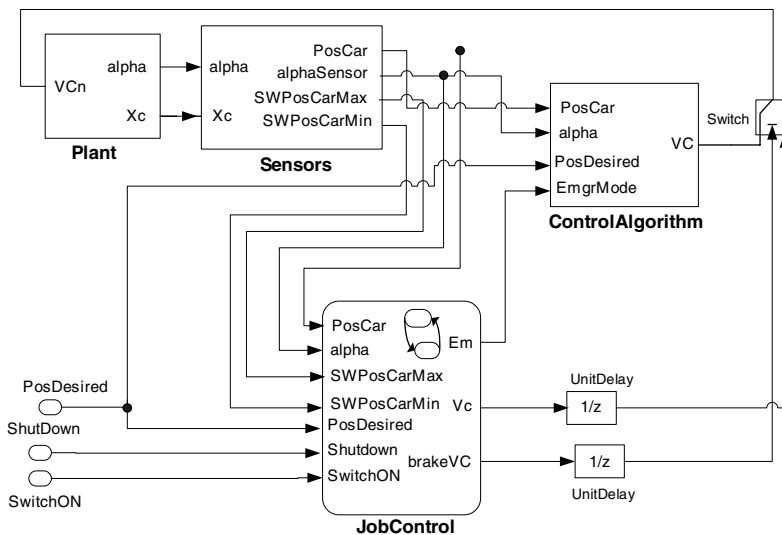 VCn
alpha
Xc
Plant
alpha
Xc
PosCar
alphaSensor
SWPosCarMax
SWPosCarMin
Sensors
PosCar
alpha
PosDesired
EmgrMode
VC
ControlAlgorithm
Switch
PosCar
alpha
SWPosCarMax
SWPosCarMin
PosDesired
Shutdown
SwitchON
Em
Vc
brakeVC
JobControl
PosDesired
ShutDown
SwitchON
UnitDelay
1/z
1/z
UnitDelay